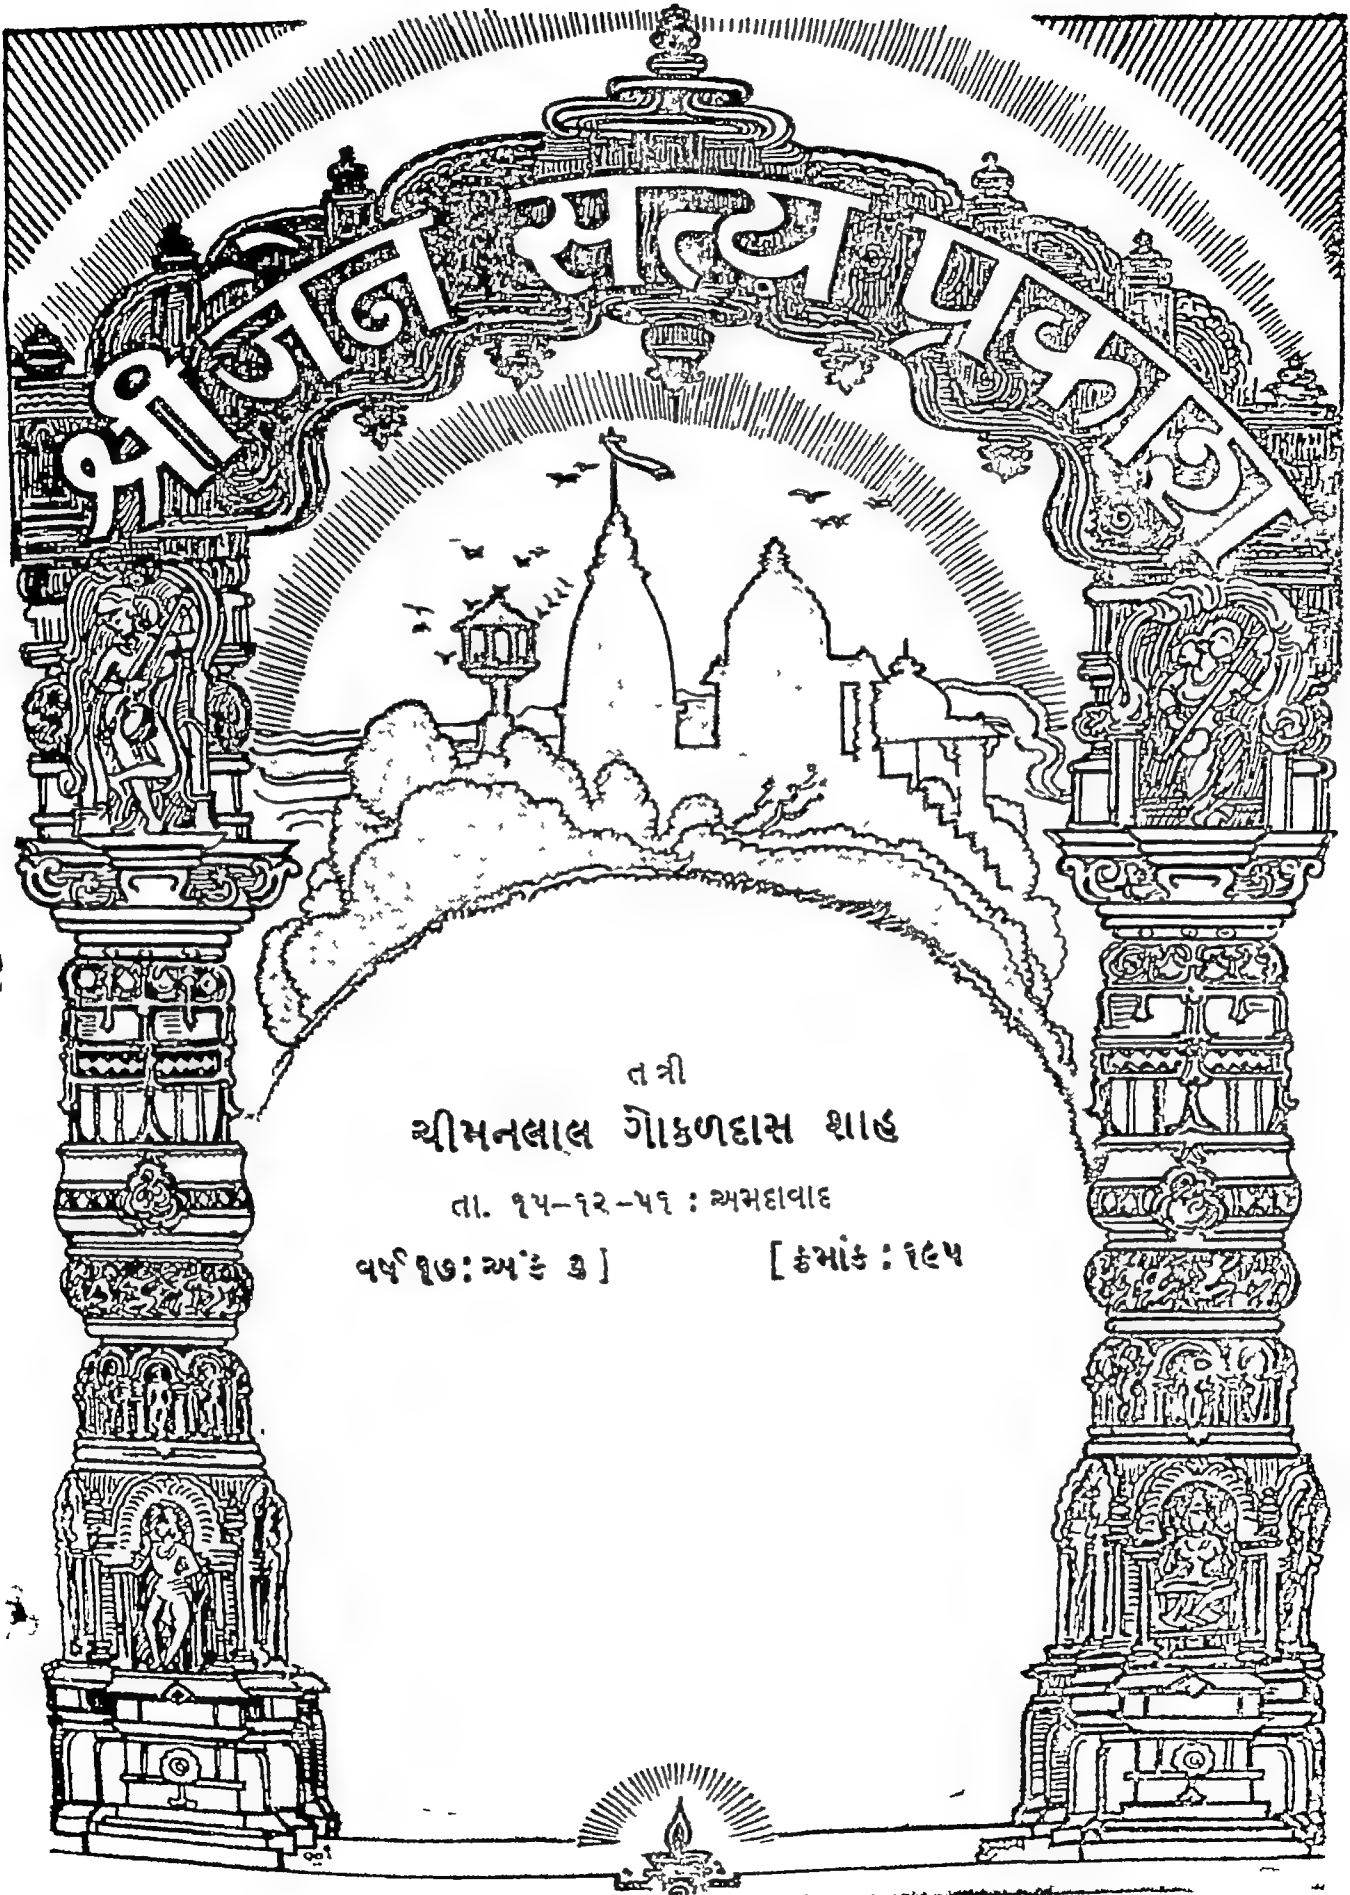 श्री जैन सत्य प्रकाश
તંત્રી
ચીમનલાલ ગોકળદાસ શાહ
તા. ૧૫-૧૨-૫૧ : અમદાવાદ
વર્ષ ૧૭ : અંક ૩ ] [ ક્રમાંક : ૧૯૫